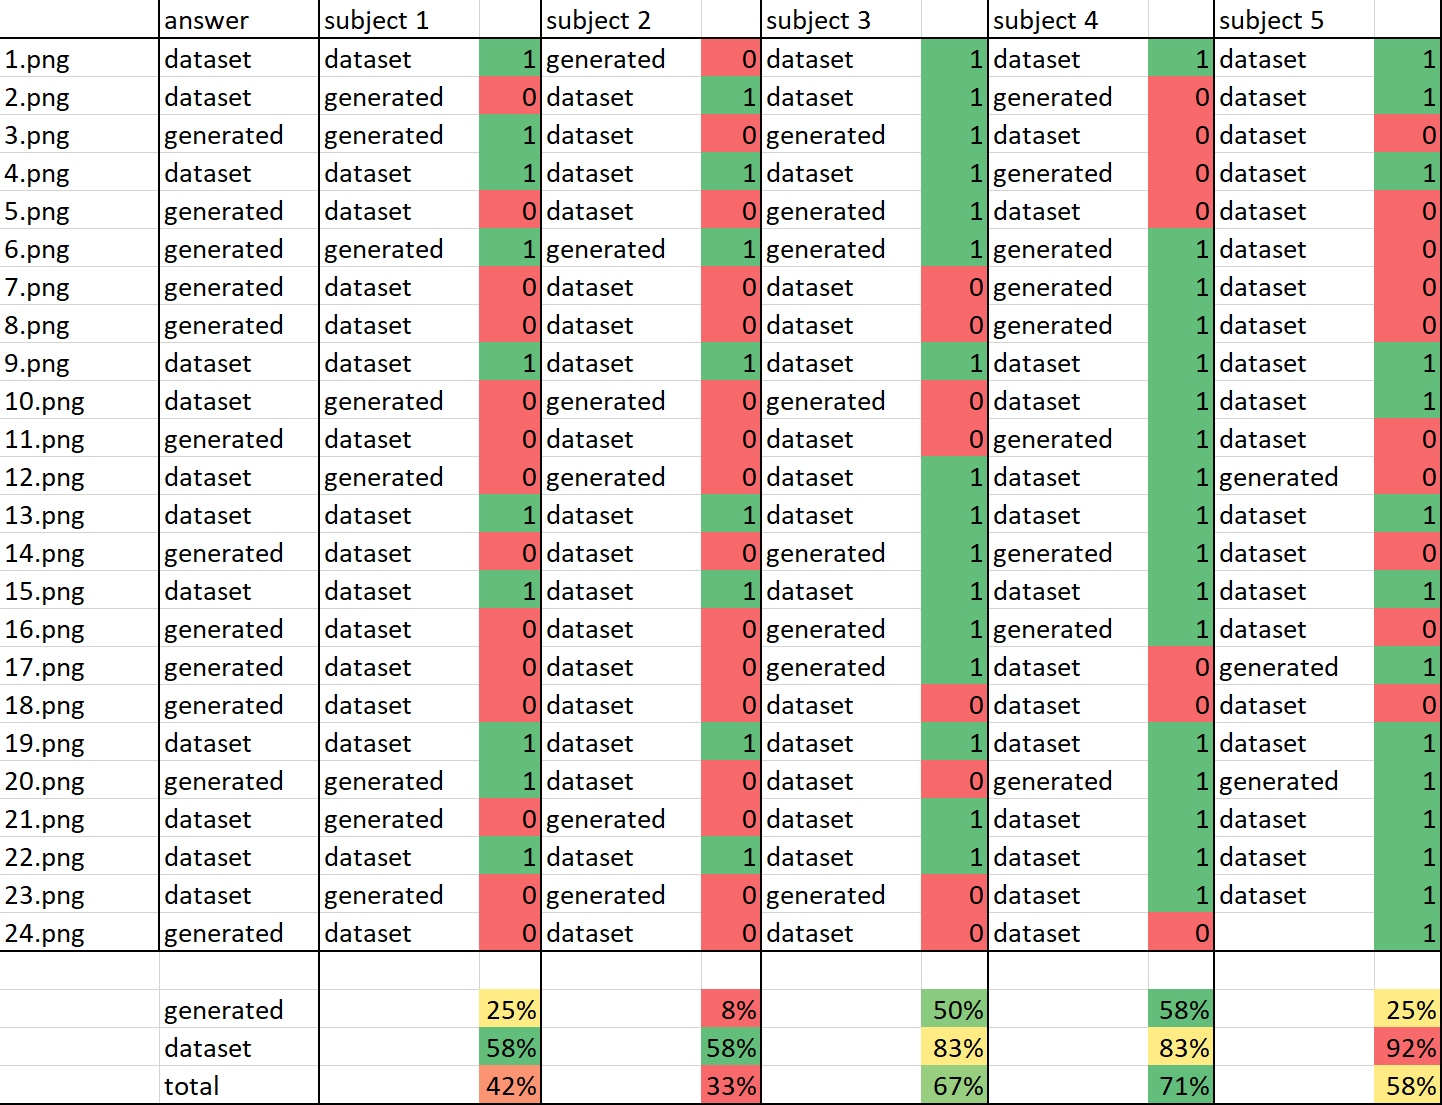 answer subject 1 subject 2 subject 3 subject 4 subject 5
1.png dataset dataset 1 generated 0 dataset 1 dataset 1 dataset 1
2.png dataset generated 0 dataset 1 dataset 1 generated 0 dataset 1
3.png generated generated 1 dataset 0 generated 1 dataset 0 dataset 0
4.png dataset dataset 1 dataset 1 dataset 1 generated 0 dataset 1
5.png generated dataset 0 dataset 0 generated 1 dataset 0 dataset 0
6.png generated generated 1 generated 1 generated 1 generated 1 dataset 0
7.png generated dataset 0 dataset 0 dataset 0 generated 1 dataset 0
8.png generated dataset 0 dataset 0 dataset 0 generated 1 dataset 0
9.png dataset dataset 1 dataset 1 dataset 1 dataset 1 dataset 1
10.png dataset generated 0 generated 0 generated 0 dataset 1 dataset 1
11.png generated dataset 0 dataset 0 dataset 0 generated 1 dataset 0
12.png dataset generated 0 generated 0 dataset 1 dataset 1 generated 0
13.png dataset dataset 1 dataset 1 dataset 1 dataset 1 dataset 1
14.png generated dataset 0 dataset 0 generated 1 generated 1 dataset 0
15.png dataset dataset 1 dataset 1 dataset 1 dataset 1 dataset 1
16.png generated dataset 0 dataset 0 generated 1 generated 1 dataset 0
17.png generated dataset 0 dataset 0 generated 1 dataset 0 generated 1
18.png generated dataset 0 dataset 0 dataset 0 dataset 0 dataset 0
19.png dataset dataset 1 dataset 1 dataset 1 dataset 1 dataset 1
20.png generated generated 1 dataset 0 dataset 0 generated 1 generated 1
21.png dataset generated 0 generated 0 dataset 1 dataset 1 dataset 1
22.png dataset dataset 1 dataset 1 dataset 1 dataset 1 dataset 1
23.png dataset generated 0 generated 0 generated 0 dataset 1 dataset 1
24.png generated dataset 0 dataset 0 dataset 0 dataset 0 1
generated 25% 8% 50% 58% 25%
dataset 58% 58% 83% 83% 92%
total 42% 33% 67% 71% 58%